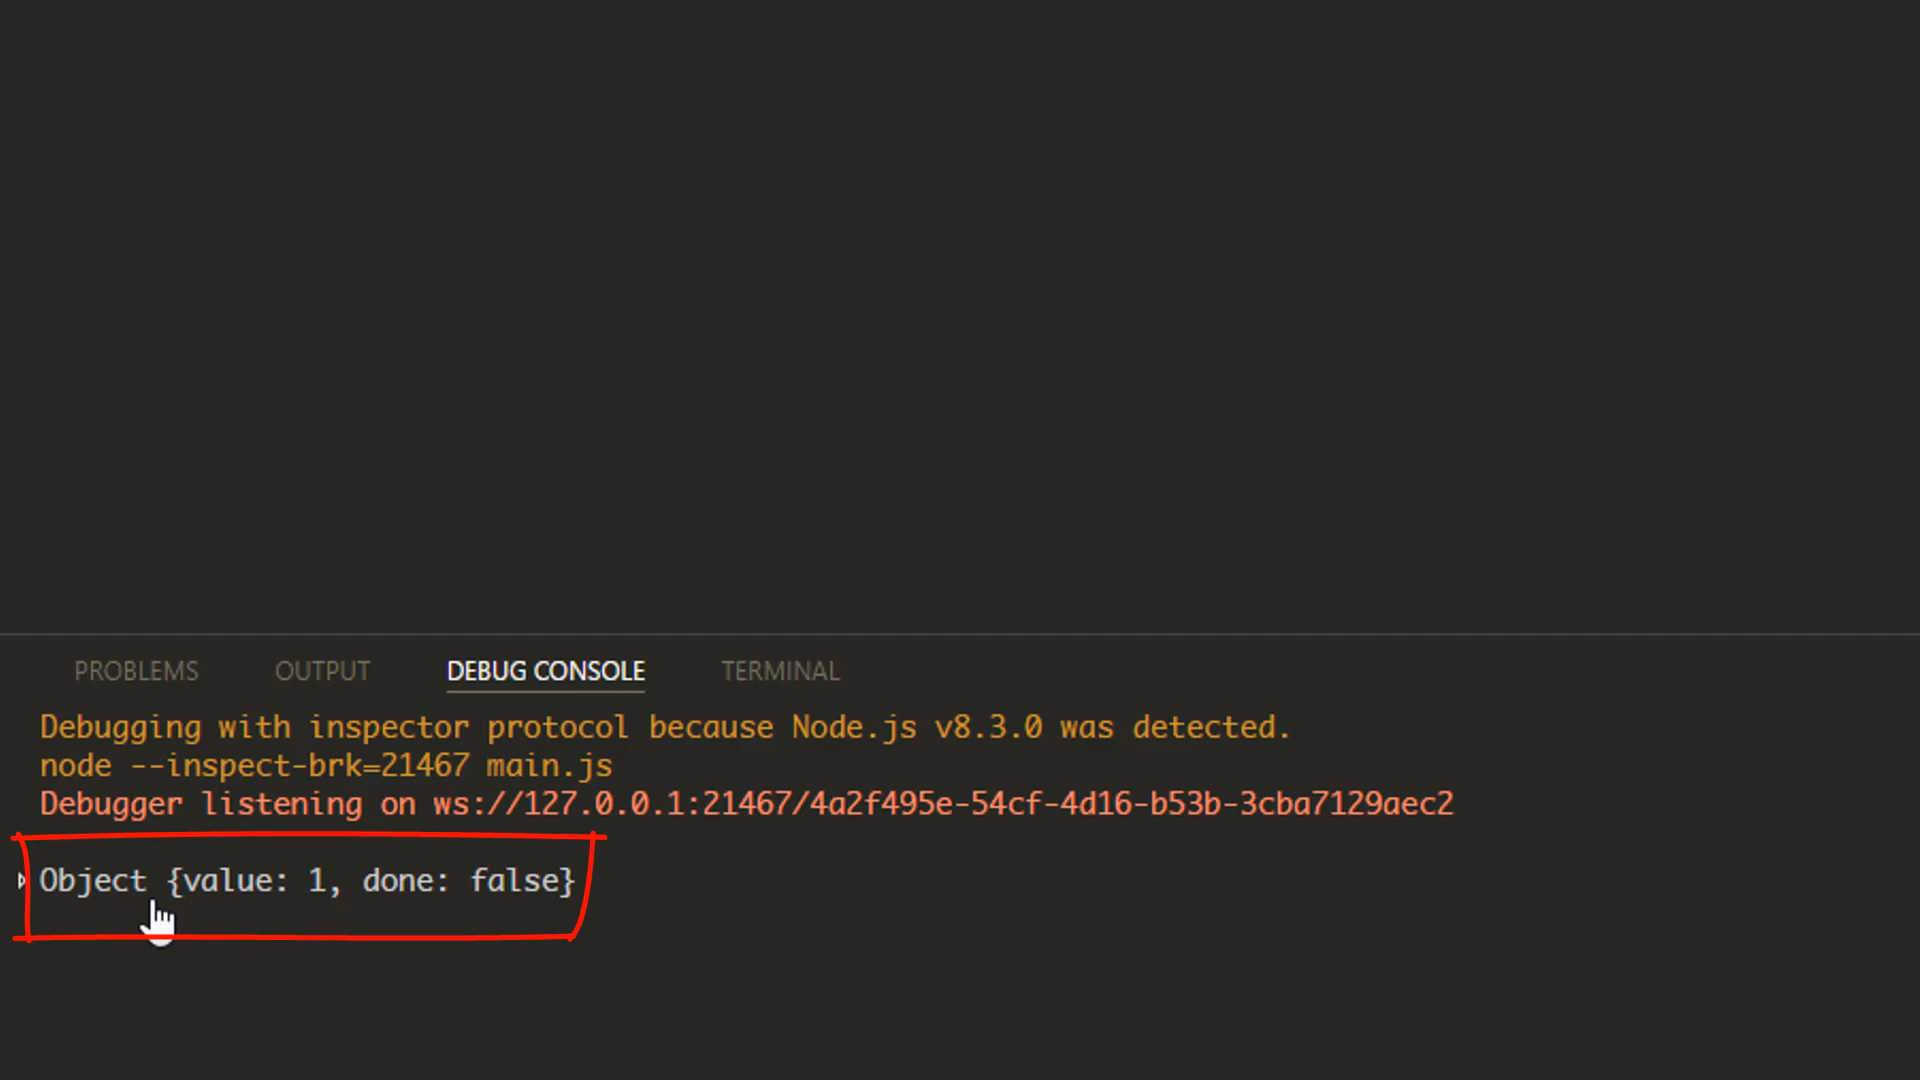 PROBLEMS OUTPUT DEBUG CONSOLE TERMINAL
Debugging with inspector protocol because Node.js v8.3.0 was detected.
node --inspect-brk=21467 main.js
Debugger listening on ws://127.0.0.1:21467/4a2f495e-54cf-4d16-b53b-3cba7129aec2
Object {value: 1, done: false}